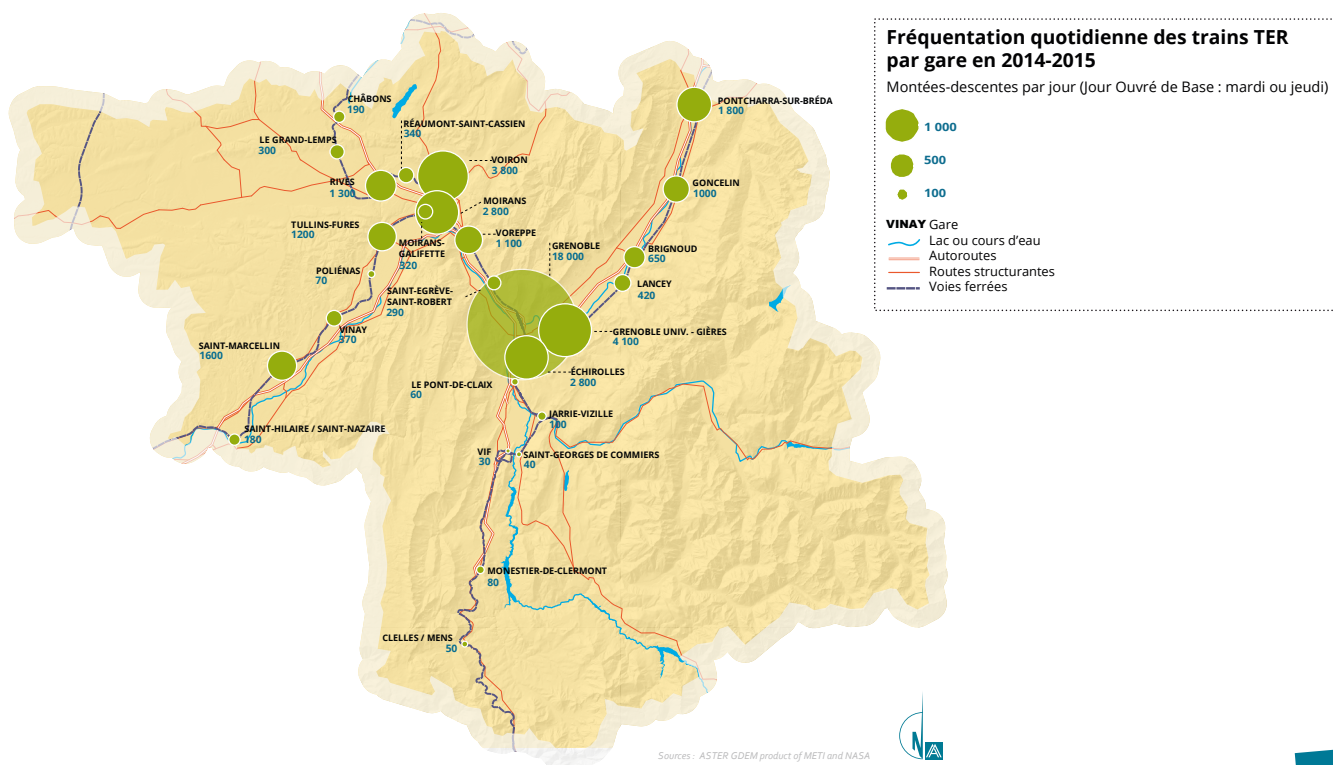 Fréquentation quotidienne des trains TER
par gare en 2014-2015
Montées-descentes par jour (Jour Ouvré de Base : mardi ou jeudi)
1 000
500
100
VINAY Gare
Lac ou cours d'eau
Autoroutes
Routes structurantes
Voies ferrées
CHÂBONS
190
RÉAUMONT-SAINT-CASSIEN
340
LE GRAND-LEMPS
300
VOIRON
3 800
RIVES
1 300
MOIRANS
2 800
TULLINS-FURES
1200
MOIRANS-
GALIFETTE
320
VOREPPE
1 100
GRENOBLE
18 000
PONTCHARRA-SUR-BRÉDA
1 800
GONCELIN
1000
BRIGNOUD
650
LANCEY
420
POLIÉNAS
70
SAINT-EGRÈVE-
SAINT-ROBERT
290
VINAY
370
SAINT-MARCELLIN
1600
GRENOBLE UNIV. - GIÈRES
4 100
ÉCHIROLLES
2 800
LE PONT-DE-CLAIX
60
JARRIE-VIZILLE
100
SAINT-HILAIRE / SAINT-NAZAIRE
180
VIF
30
SAINT-GEORGES DE COMMIERS
40
MONESTIER-DE-CLERMONT
80
CLELLES / MENS
50
Sources : ASTER GDEM product of METI and NASA
N